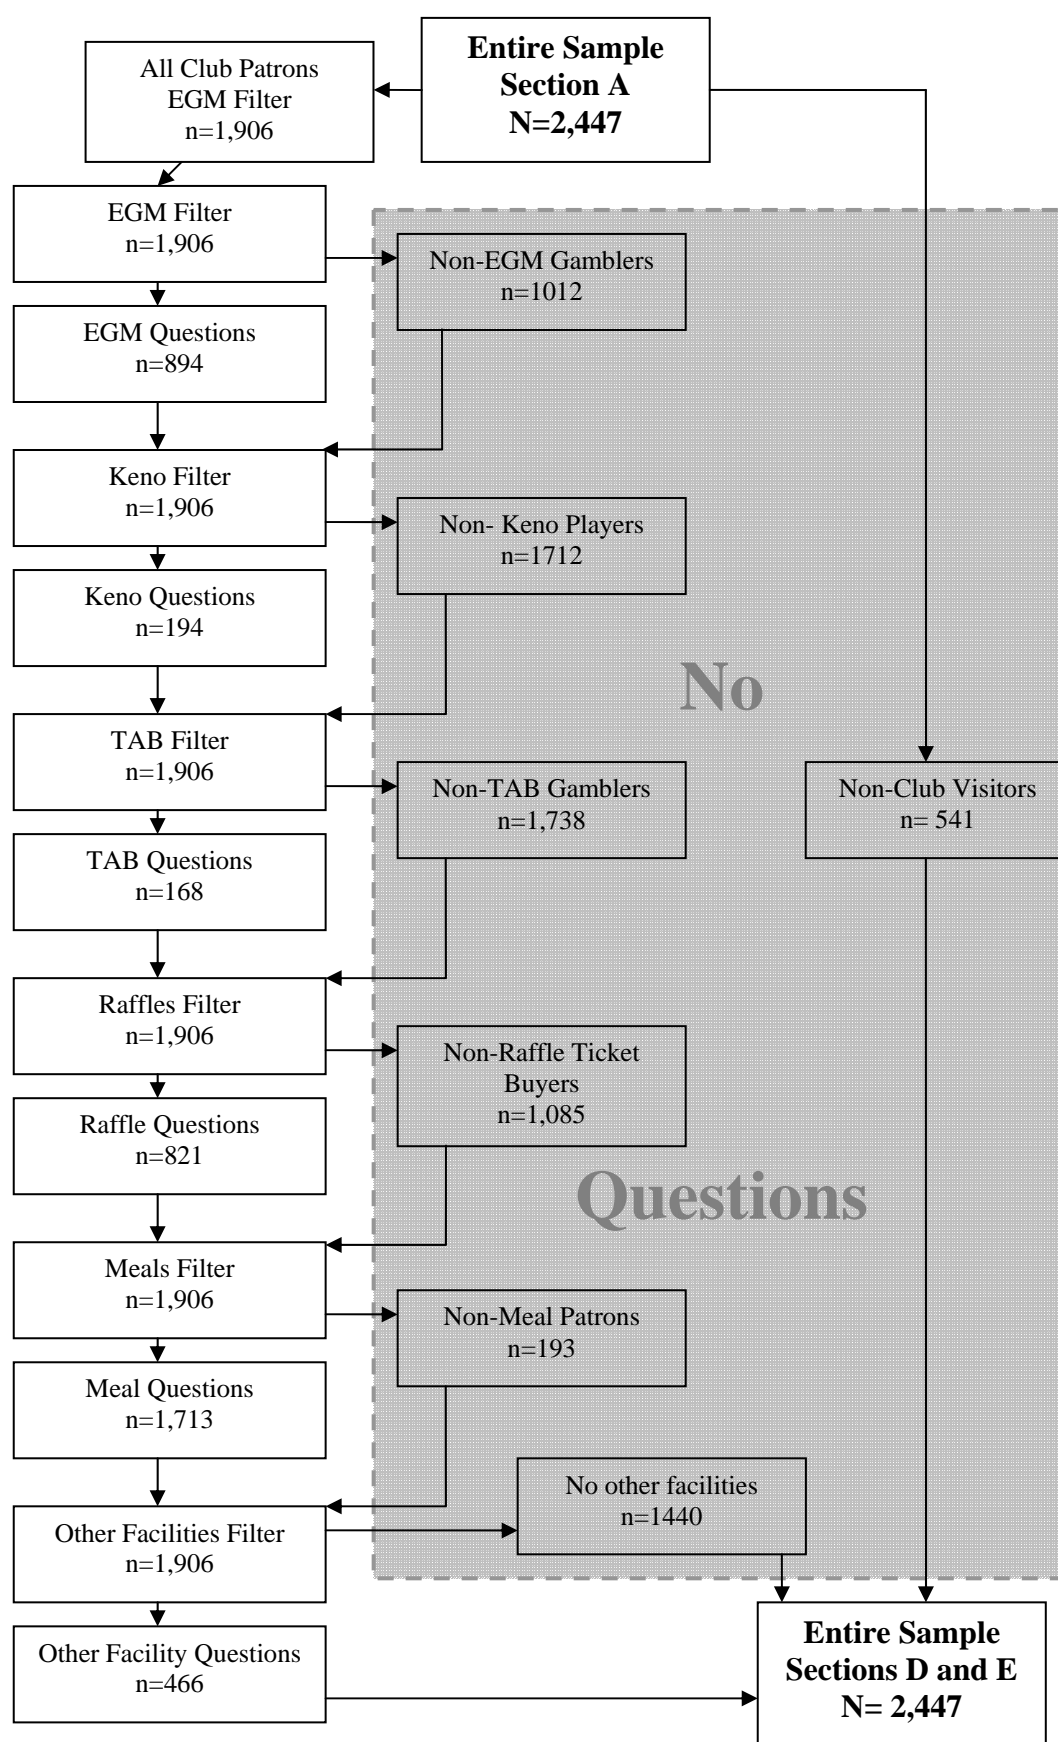 Entire Sample
Section A
N=2,447
All Club Patrons
EGM Filter
n=1,906
EGM Filter
n=1,906
Non-EGM Gamblers
n=1012
EGM Questions
n=894
Keno Filter
n=1,906
Non- Keno Players
n=1712
Keno Questions
n=194
No
TAB Filter
n=1,906
Non-TAB Gamblers
n=1,738
Non-Club Visitors
n= 541
TAB Questions
n=168
Raffles Filter
n=1,906
Non-Raffle Ticket
Buyers
n=1,085
Raffle Questions
n=821
Questions
Meals Filter
n=1,906
Non-Meal Patrons
n=193
Meal Questions
n=1,713
No other facilities
n=1440
Other Facilities Filter
n=1,906
Other Facility Questions
n=466
Entire Sample
Sections D and E
N= 2,447